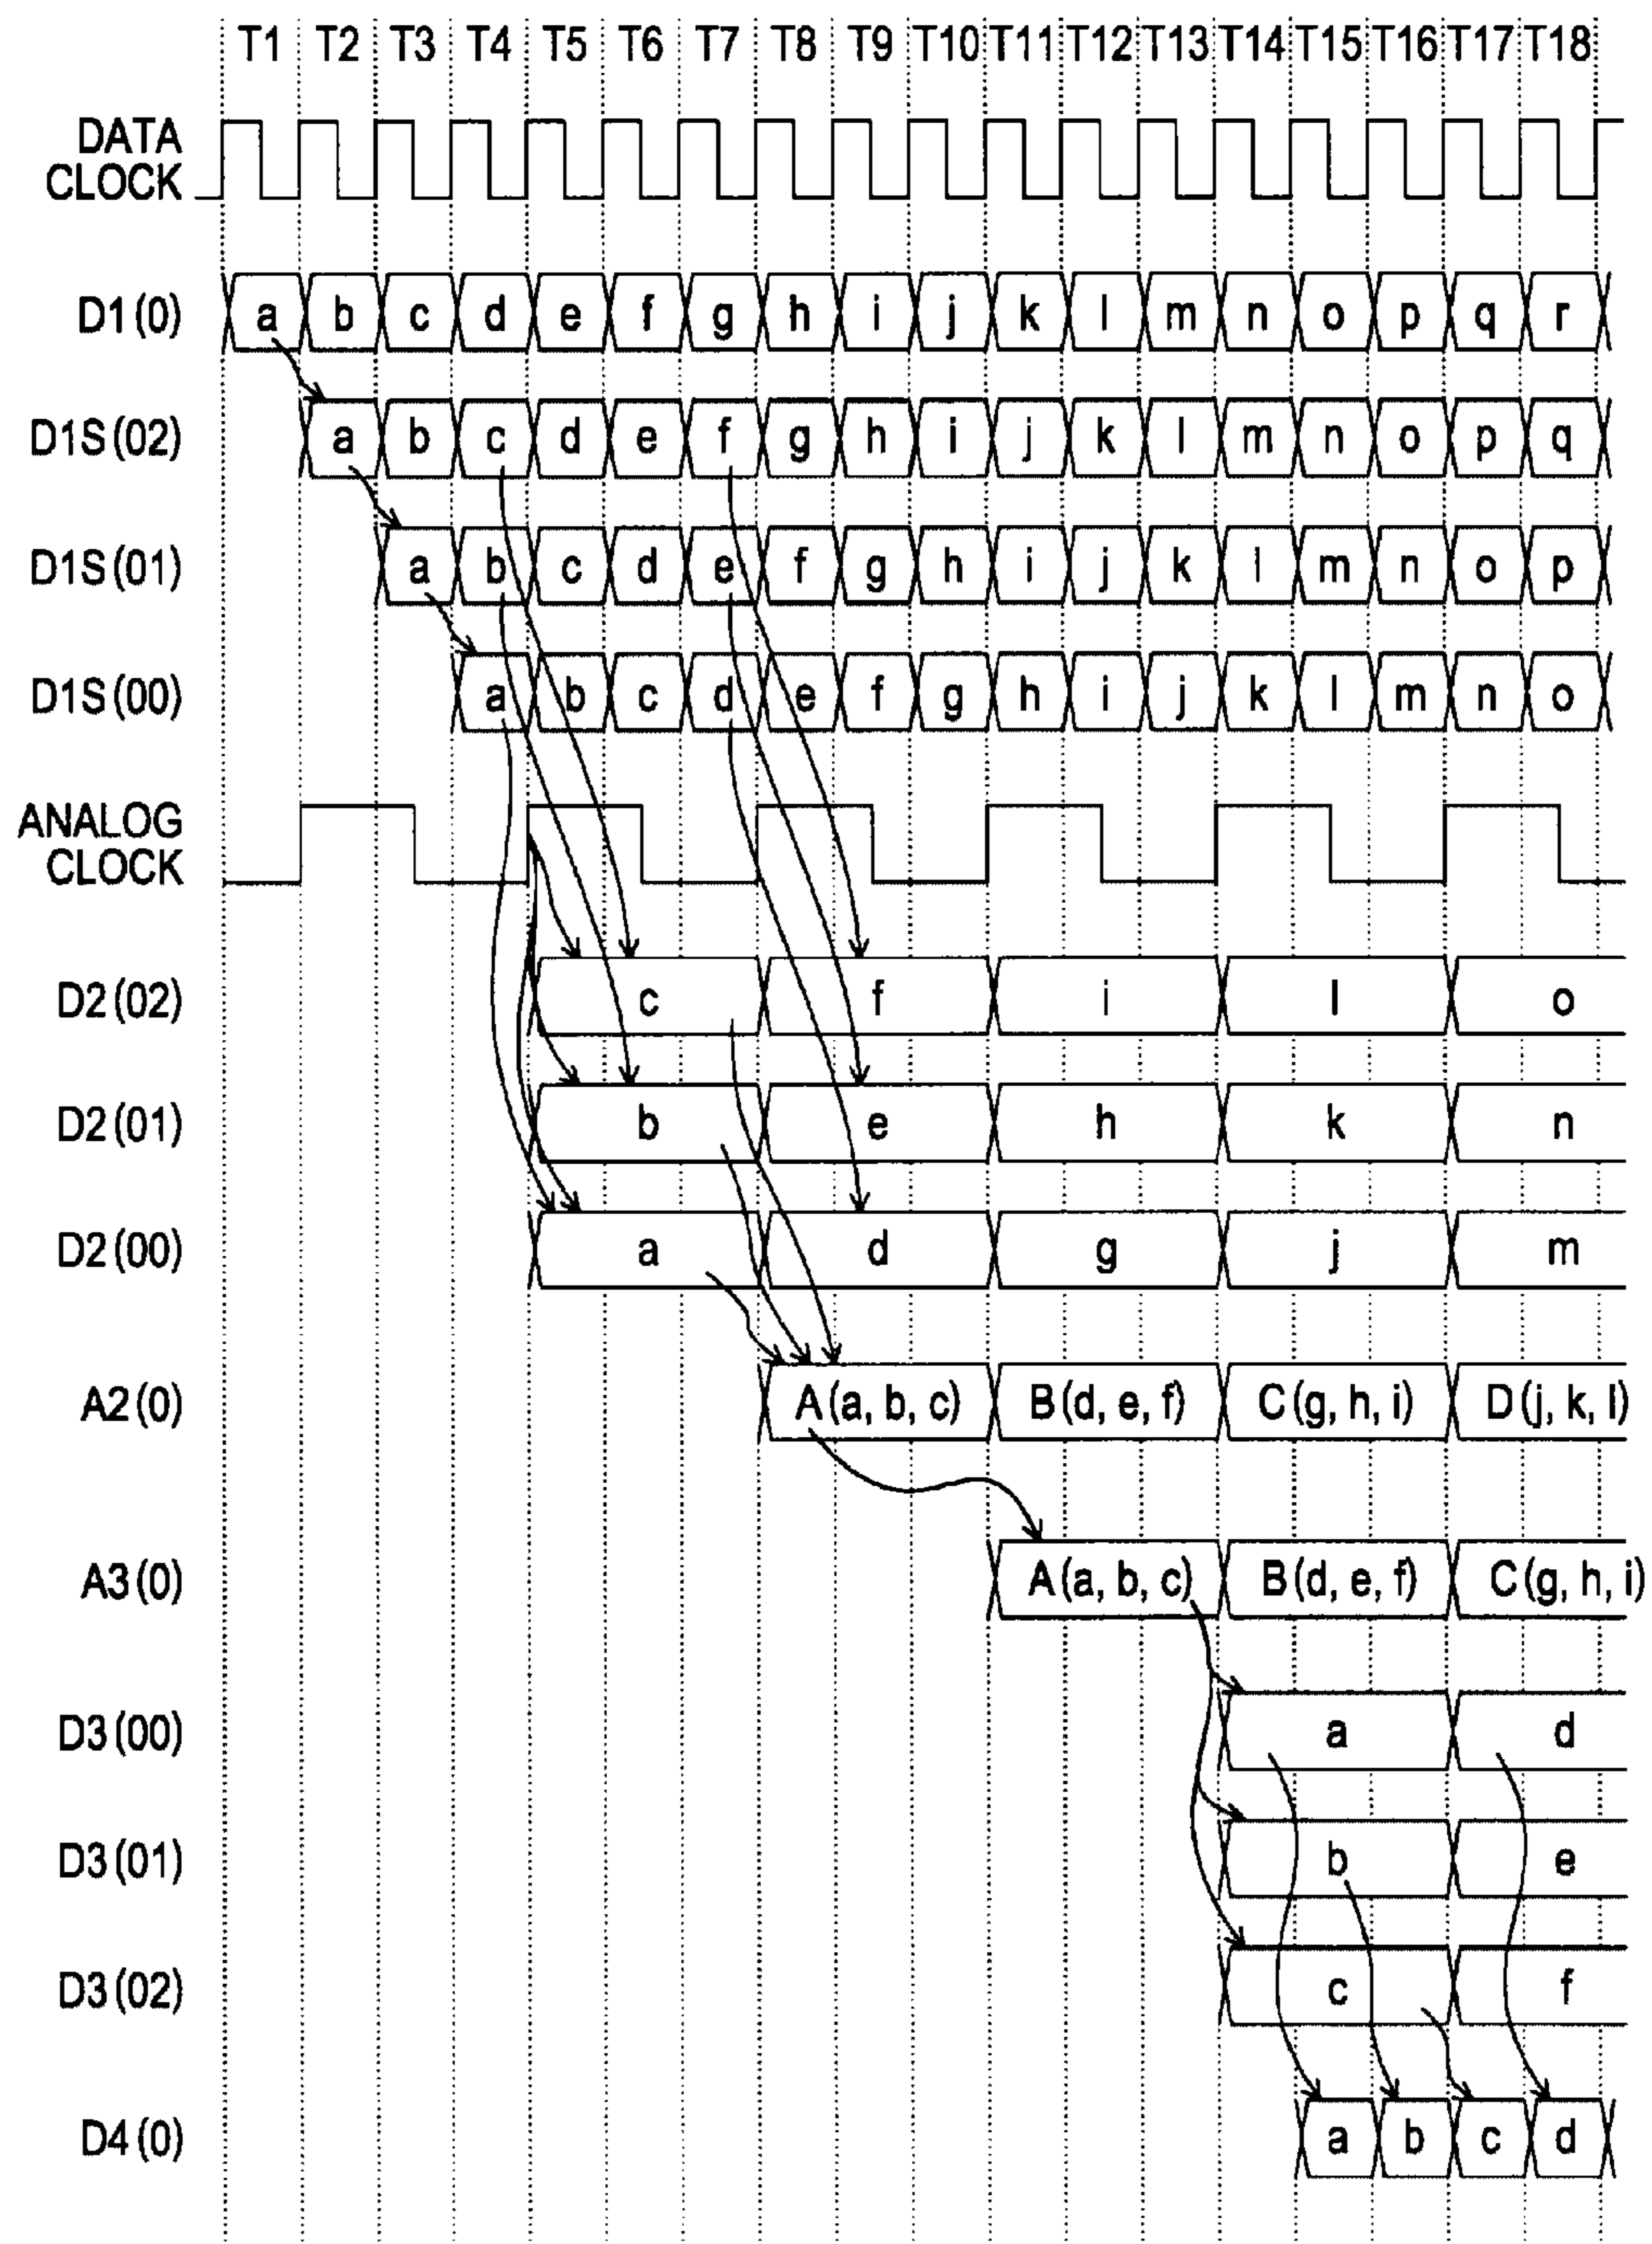 T1 T2 T3 T4 T5 T6 T7 T8 T9 T10 T11 T12 T13 T14 T15 T16 T17 T18
DATA
CLOCK
D1(0) a b c d e f g h i j k l m n o p q r
D1S(02) a b c d e f g h i j k l m n o p q
D1S(01) a b c d e f g h i j k l m n o p
D1S(00) a b c d e f g h i j k l m n o
ANALOG
CLOCK
D2(02) c f i l o
D2(01) b e h k n
D2(00) a d g j m
A2(0) A(a, b, c) B(d, e, f) C(g, h, i) D(j, k, l)
A3(0) A(a, b, c) B(d, e, f) C(g, h, i)
D3(00) a d
D3(01) b e
D3(02) c f
D4(0) a b c d